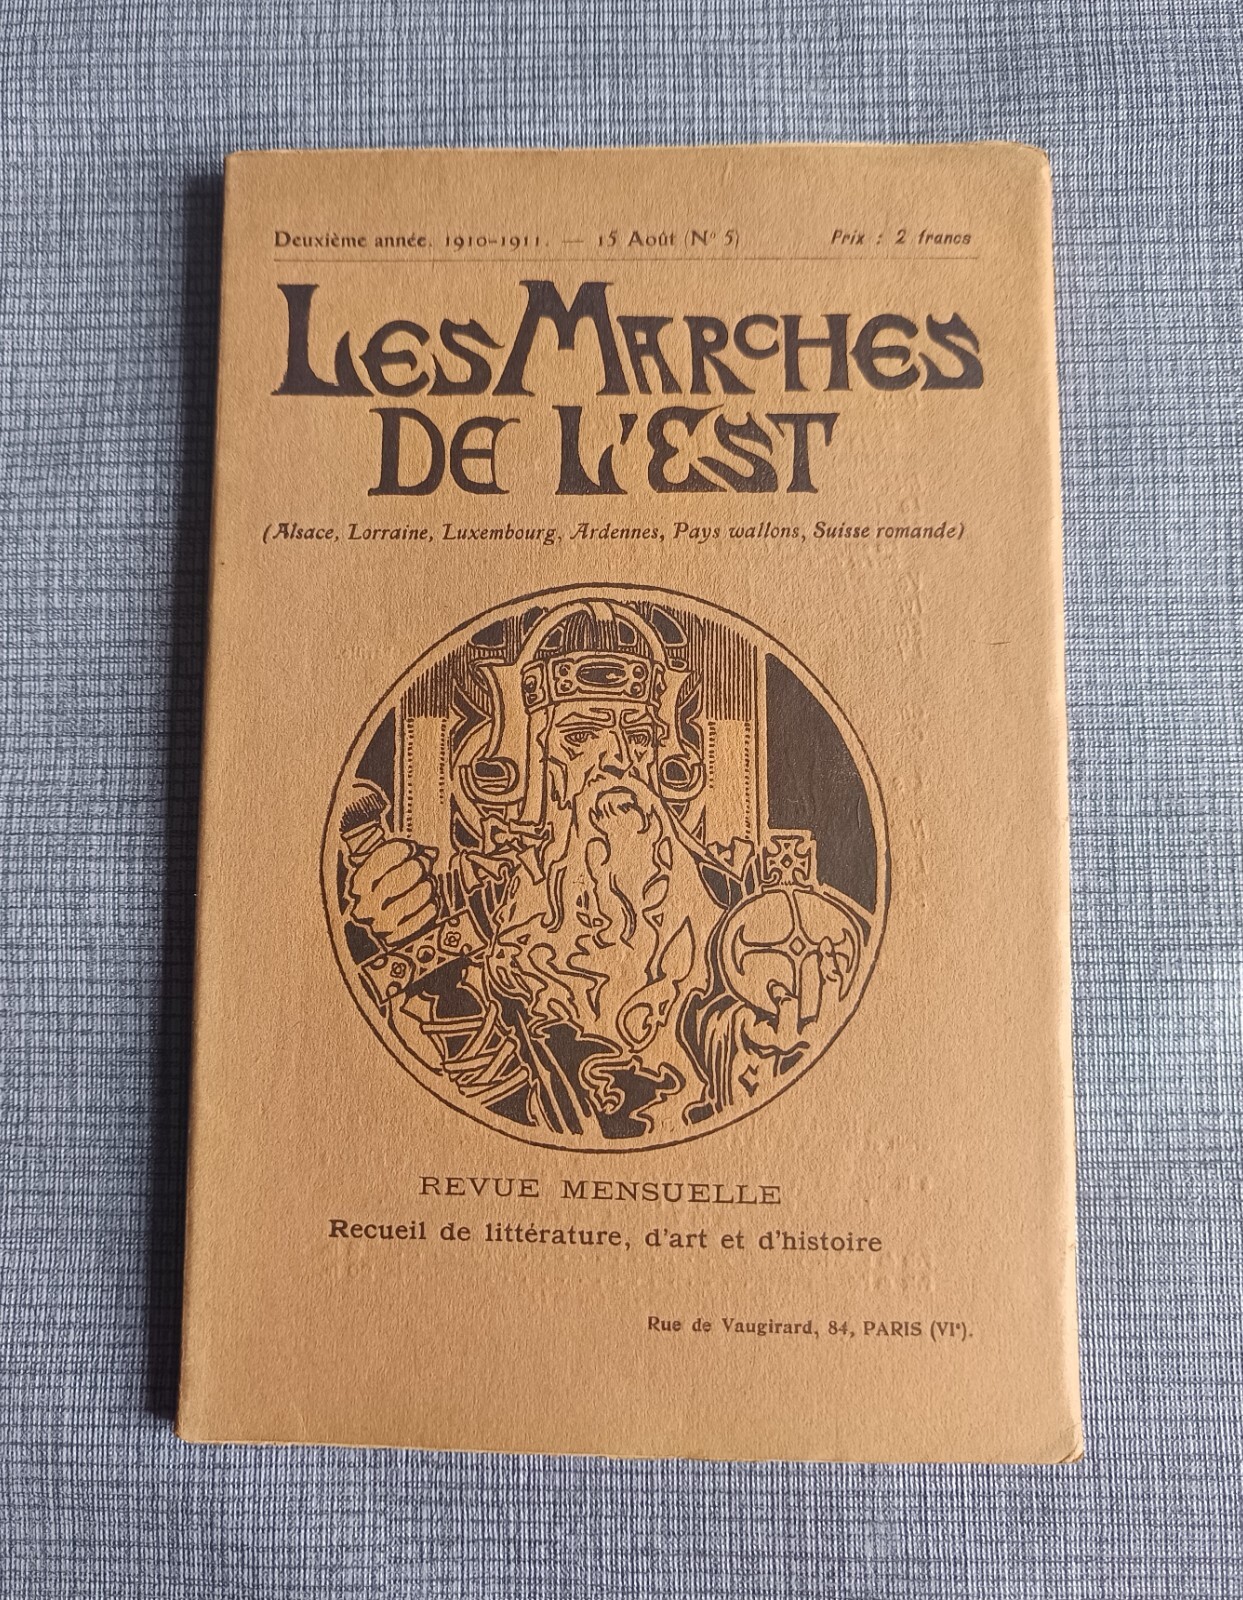 Deuxième année. 1910-1911. — 15 Août (N° 5) Prix : 2 francs
LES MARCHES
DE L'EST
(Alsace, Lorraine, Luxembourg, Ardennes, Pays wallons, Suisse romande)
REVUE MENSUELLE
Recueil de littérature, d'art et d'histoire
Rue de Vaugirard, 84, PARIS (VIe).